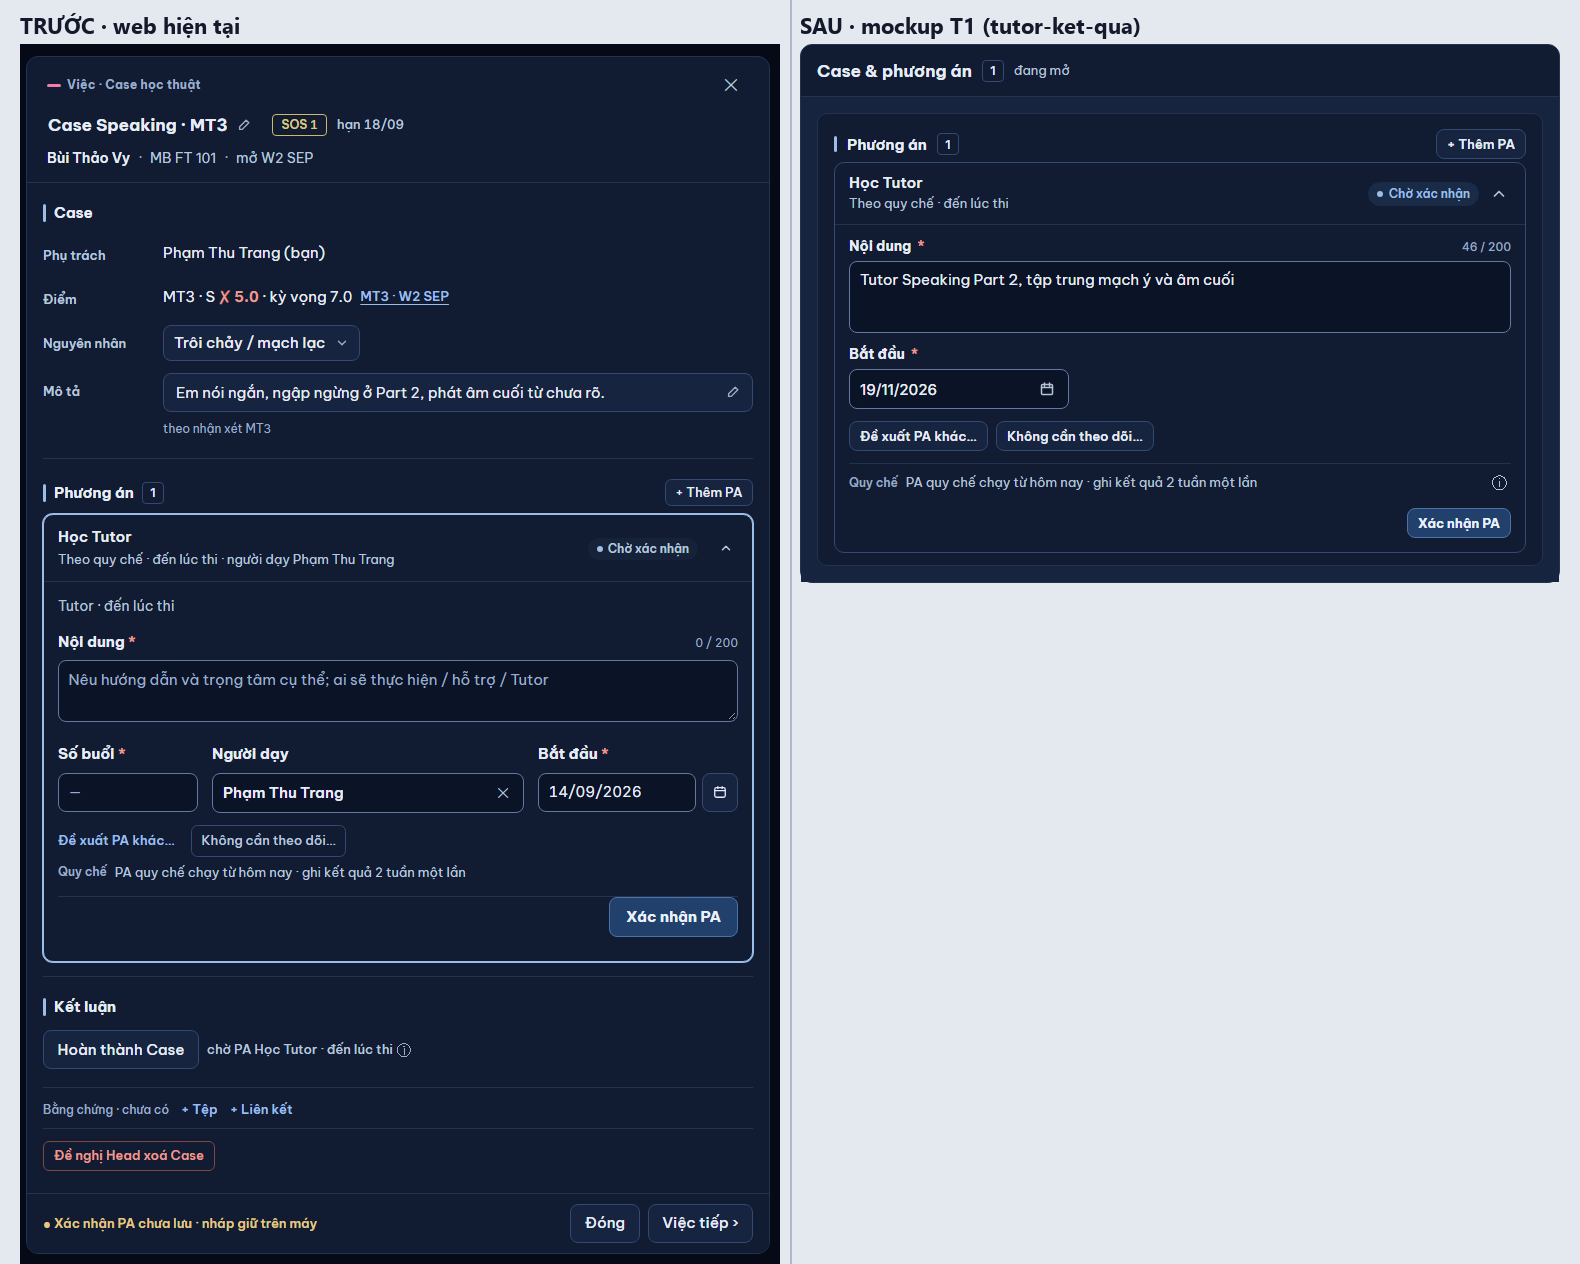 TRƯỚC · web hiện tại
Việc · Case học thuật
Case Speaking · MT3 SOS 1 hạn 18/09
Bùi Thảo Vy · MB FT 101 · mở W2 SEP
Case
Phụ trách Phạm Thu Trang (bạn)
Điểm MT3 · S ✗ 5.0 · kỳ vọng 7.0 MT3 · W2 SEP
Nguyên nhân Trôi chảy / mạch lạc
Mô tả Em nói ngắn, ngập ngừng ở Part 2, phát âm cuối từ chưa rõ.
theo nhận xét MT3
Phương án 1 + Thêm PA
Học Tutor
Theo quy chế · đến lúc thi · người dạy Phạm Thu Trang
Chờ xác nhận
Tutor · đến lúc thi
Nội dung * 0 / 200
Nêu hướng dẫn và trọng tâm cụ thể; ai sẽ thực hiện / hỗ trợ / Tutor
Số buổi * Người dạy Bắt đầu *
— Phạm Thu Trang 14/09/2026
Đề xuất PA khác... Không cần theo dõi...
Quy chế PA quy chế chạy từ hôm nay · ghi kết quả 2 tuần một lần
Xác nhận PA
Kết luận
Hoàn thành Case chờ PA Học Tutor · đến lúc thi
Bằng chứng · chưa có + Tệp + Liên kết
Đề nghị Head xoá Case
Xác nhận PA chưa lưu · nháp giữ trên máy Đóng Việc tiếp ›
SAU · mockup T1 (tutor-ket-qua)
Case & phương án 1 đang mở
Phương án 1 + Thêm PA
Học Tutor
Theo quy chế · đến lúc thi
Chờ xác nhận
Nội dung * 46 / 200
Tutor Speaking Part 2, tập trung mạch ý và âm cuối
Bắt đầu *
19/11/2026
Đề xuất PA khác... Không cần theo dõi...
Quy chế PA quy chế chạy từ hôm nay · ghi kết quả 2 tuần một lần
Xác nhận PA